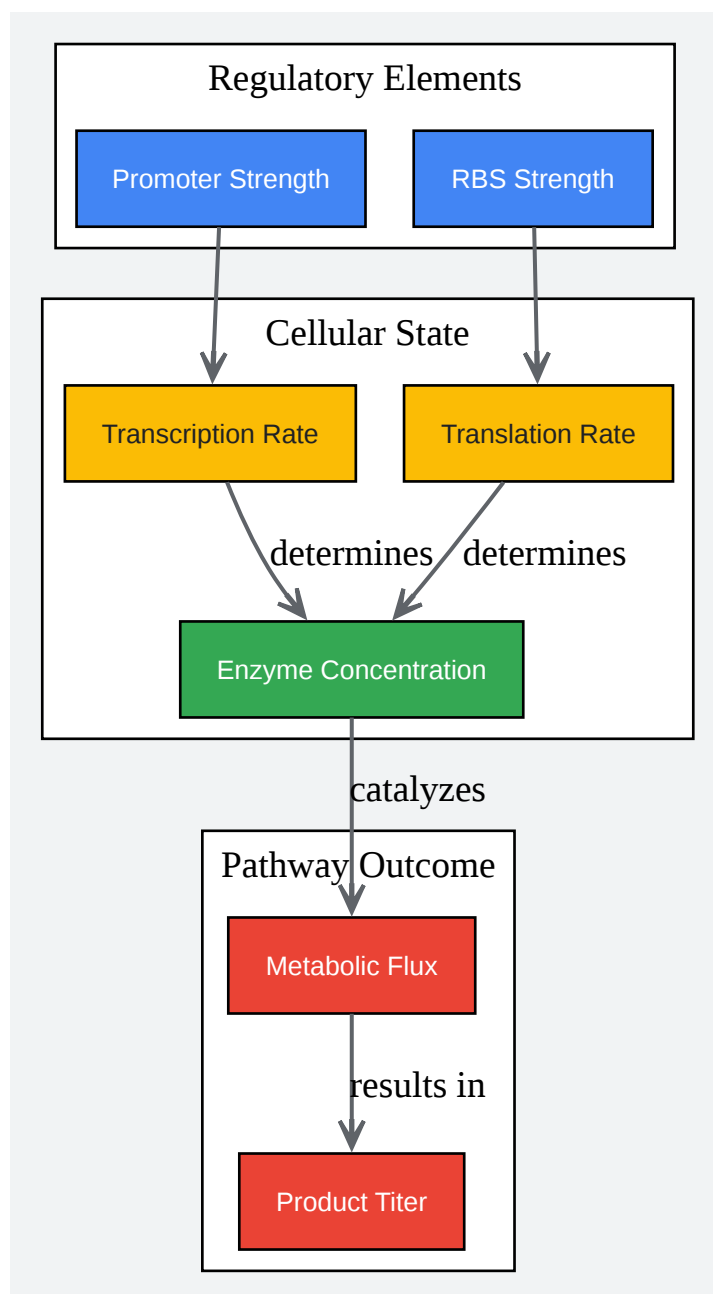 Regulatory Elements
Promoter Strength
RBS Strength
Cellular State
Transcription Rate
Translation Rate
determines
determines
Enzyme Concentration
catalyzes
Pathway Outcome
Metabolic Flux
results in
Product Titer